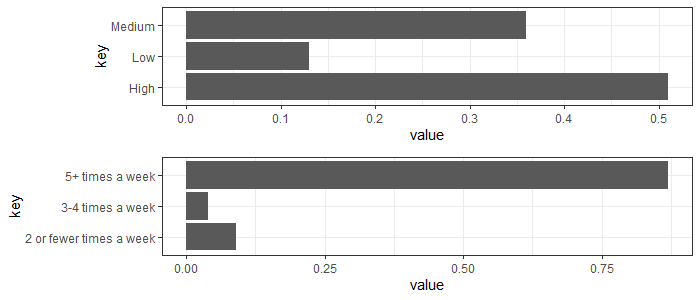 Medium
Low
High
key
0.0 0.1 0.2 0.3 0.4 0.5
value
5+ times a week
3-4 times a week
2 or fewer times a week
key
0.00 0.25 0.50 0.75
value